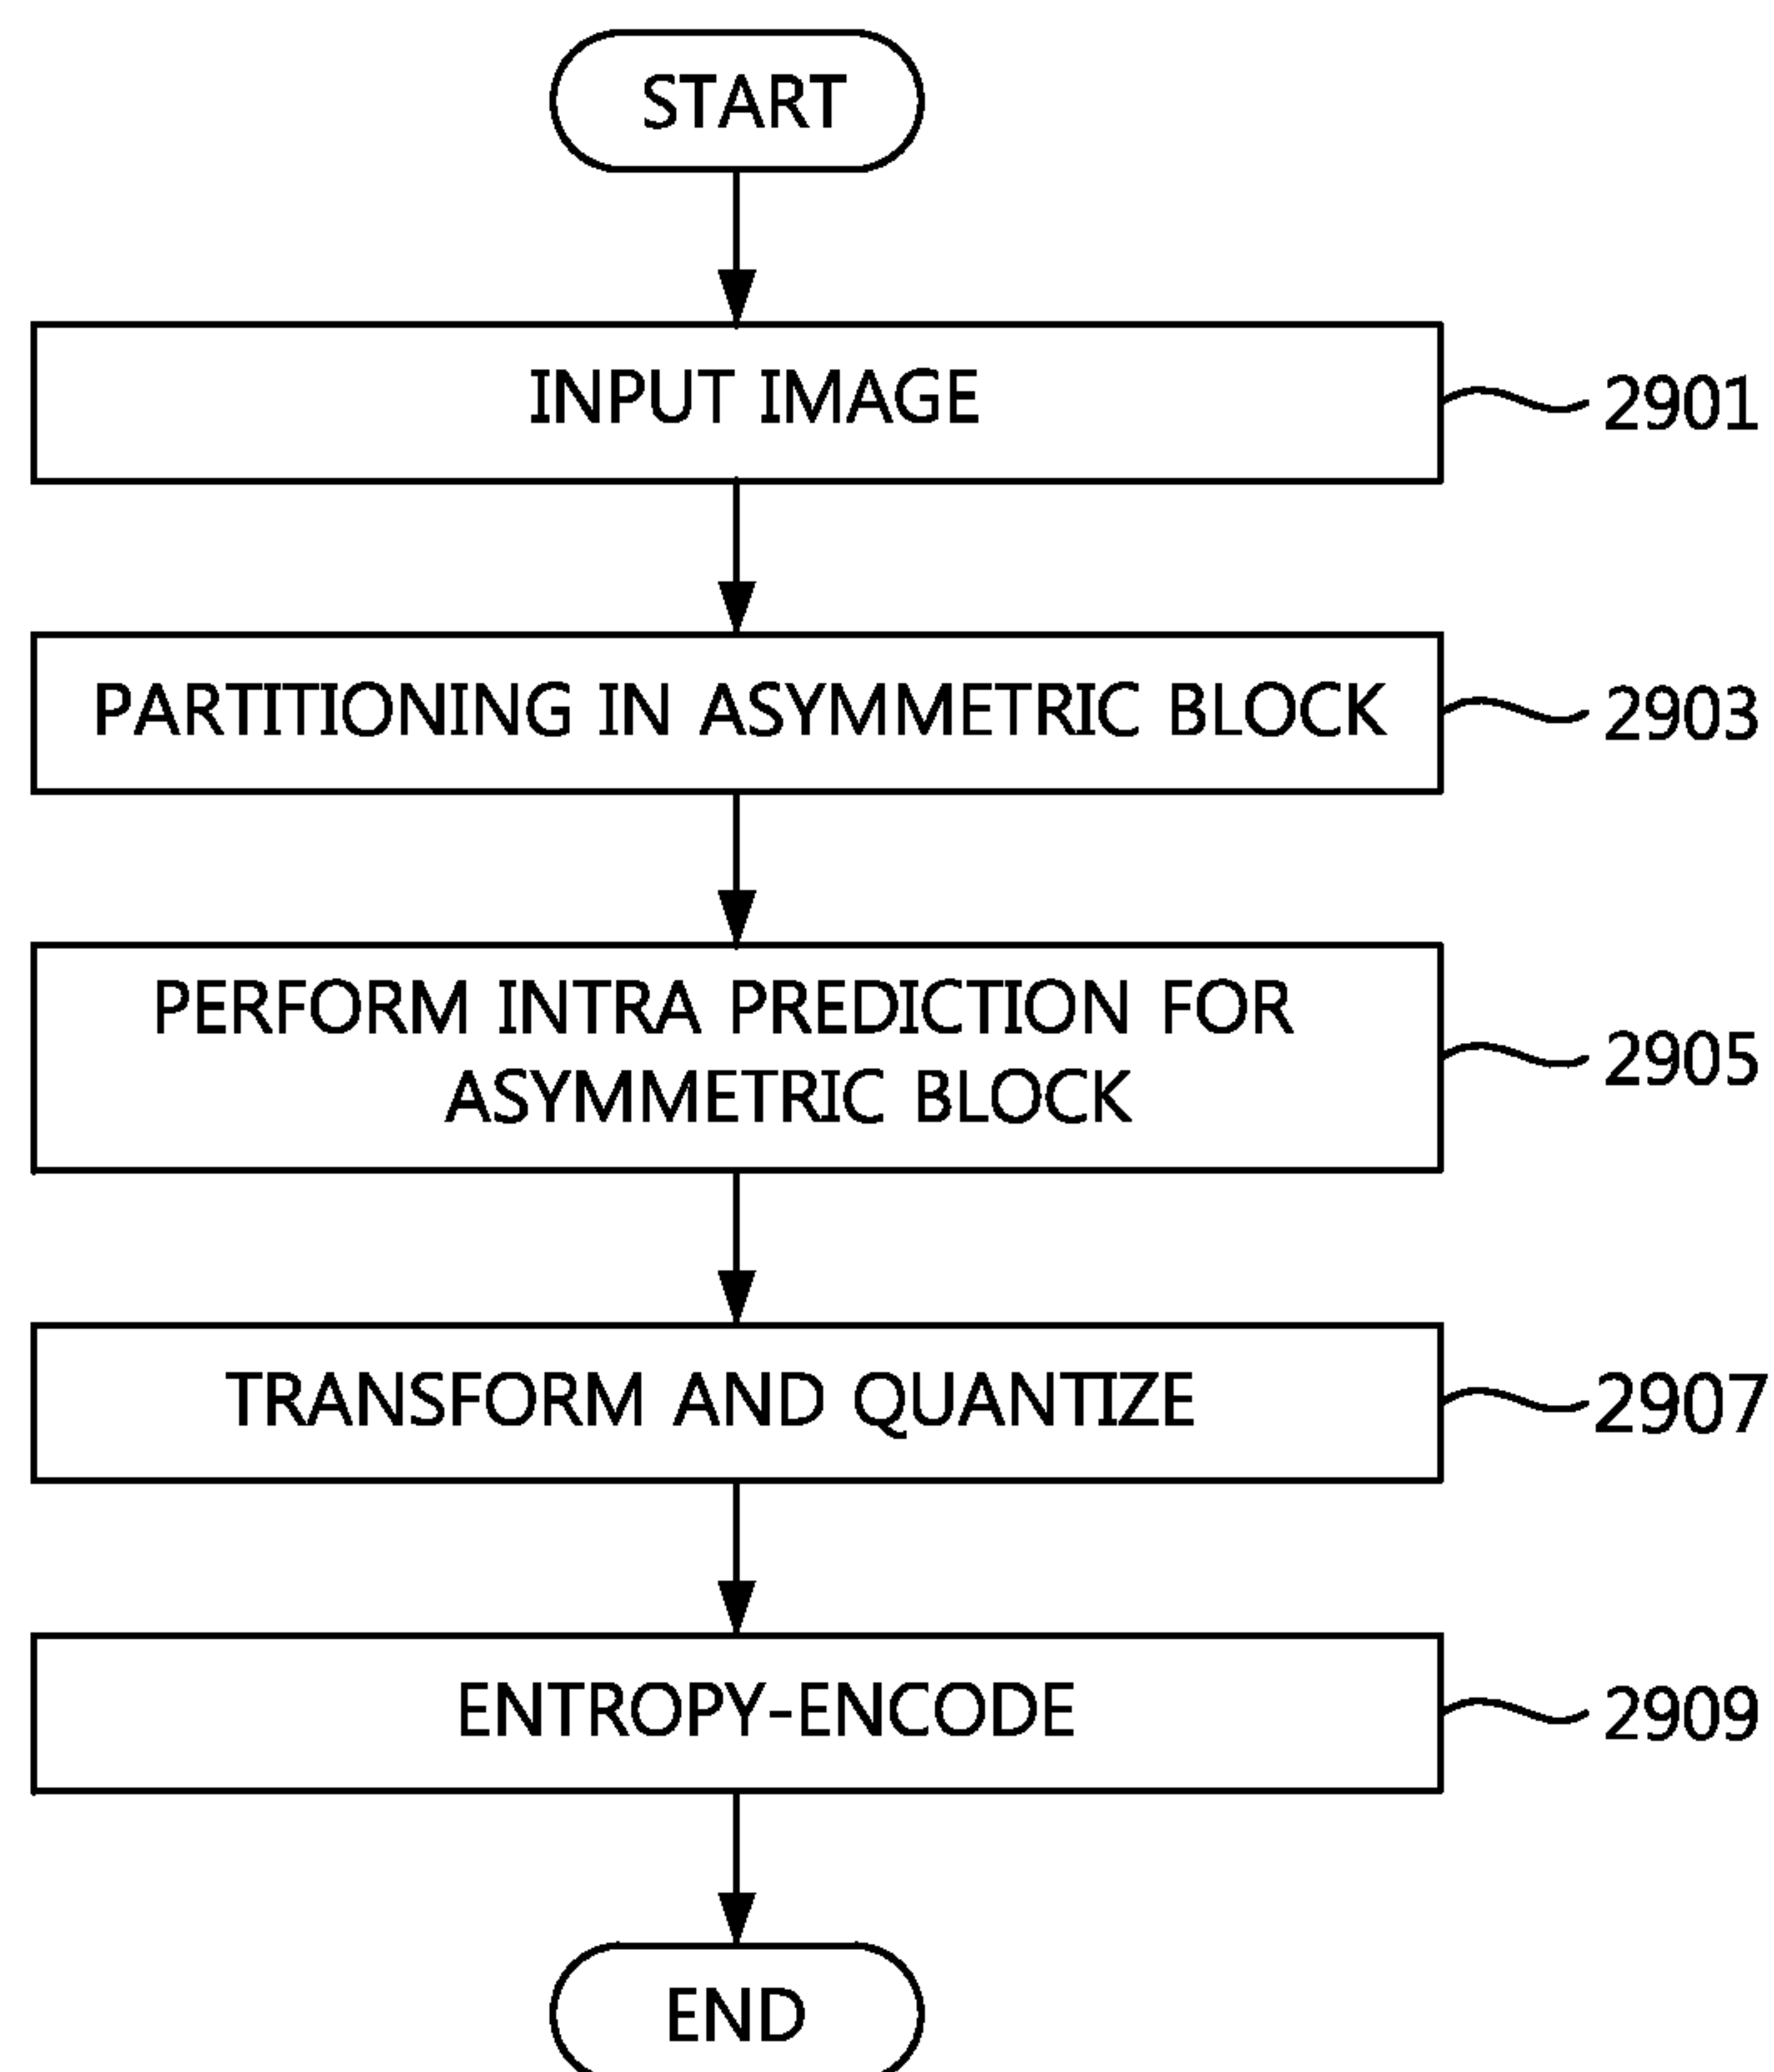 START
INPUT IMAGE
2901
PARTITIONING IN ASYMMETRIC BLOCK
2903
PERFORM INTRA PREDICTION FOR
ASYMMETRIC BLOCK
2905
TRANSFORM AND QUANTIZE
2907
ENTROPY-ENCODE
2909
END